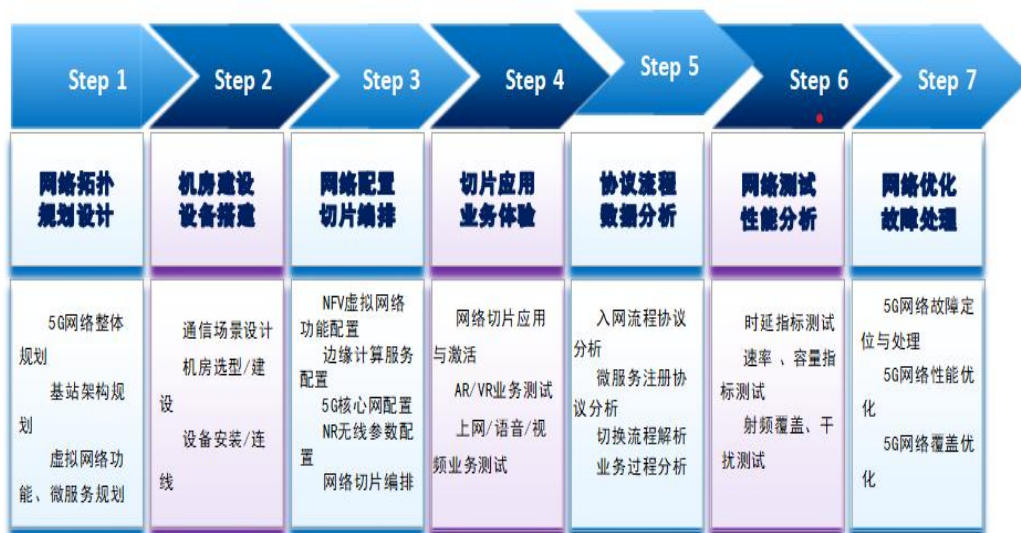 Step 1
Step 2
Step 3
Step 4
Step 5
Step 6
Step 7
网络拓扑
规划设计
机房建设
设备搭建
网络配置
切片编排
切片应用
业务体验
协议流程
数据分析
网络测试
性能分析
网络优化
故障处理
5G网络整体
规划
基站架构规
划
虚拟网络功
能、微服务规划
通信场景设计
机房选型/建
设
设备安装/连
线
NFV虚拟网络
功能配置
边缘计算服务
配置
5G核心网配置
NR无线参数配
置
网络切片编排
网络切片应用
与激活
AR/VR业务测试
上网/语音/视
频业务测试
入网流程协议
分析
微服务注册协
议分析
切换流程解析
业务过程分析
时延指标测试
速率 、容量指
标测试
射频覆盖、干
扰测试
5G网络故障定
位与处理
5G网络性能优
化
5G网络覆盖优
化